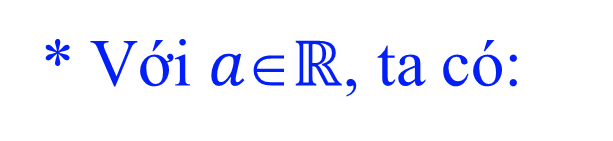 * Với a∈ℝ, ta có: